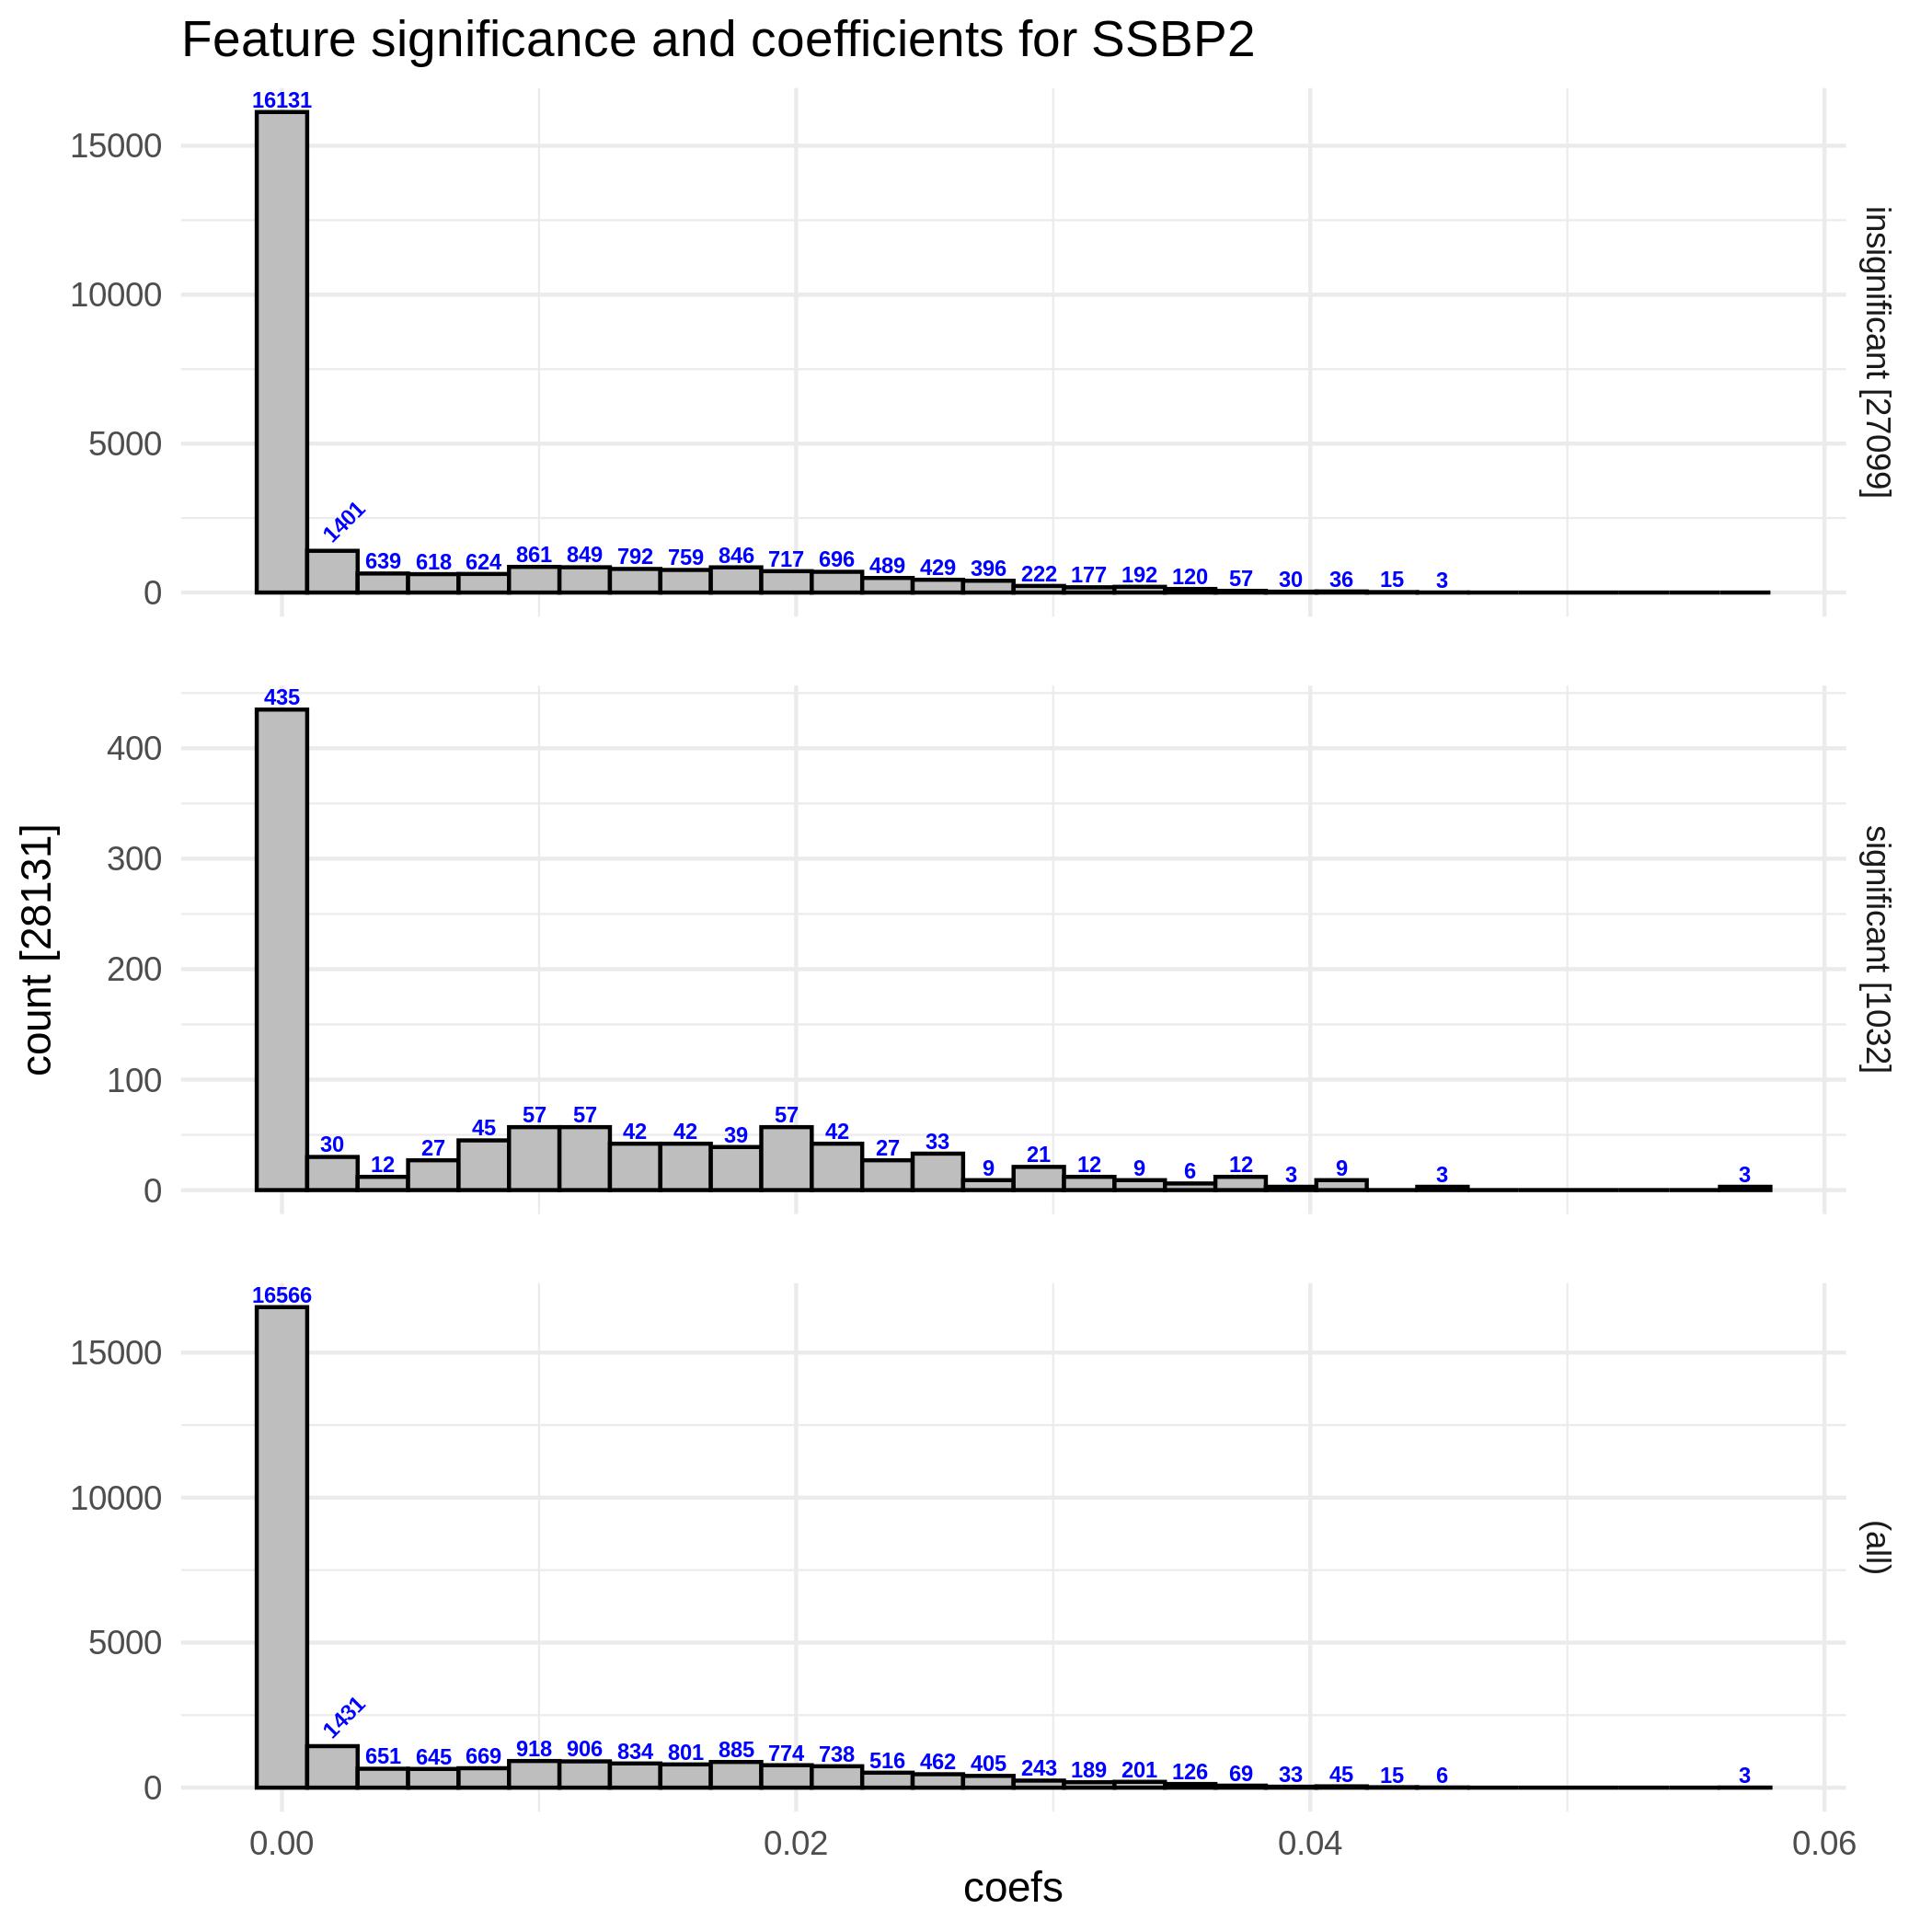 Feature significance and coefficients for SSBP2
16131
15000
10000
5000
0
1401
639 618 624 861 849 792 759 846 717 696 489 429 396 222 177 192 120 57 30 36 15 3
insignificant [27099]
count [28131]
435
400
300
200
100
0
30 12 27 45 57 57 42 42 39 57 42 27 33 9 21 12 9 6 12 3 9 3 3
significant [1032]
16566
15000
10000
5000
0
1431
651 645 669 918 906 834 801 885 774 738 516 462 405 243 189 201 126 69 33 45 15 6 3
(all)
0.00 0.02 0.04 0.06
coefs